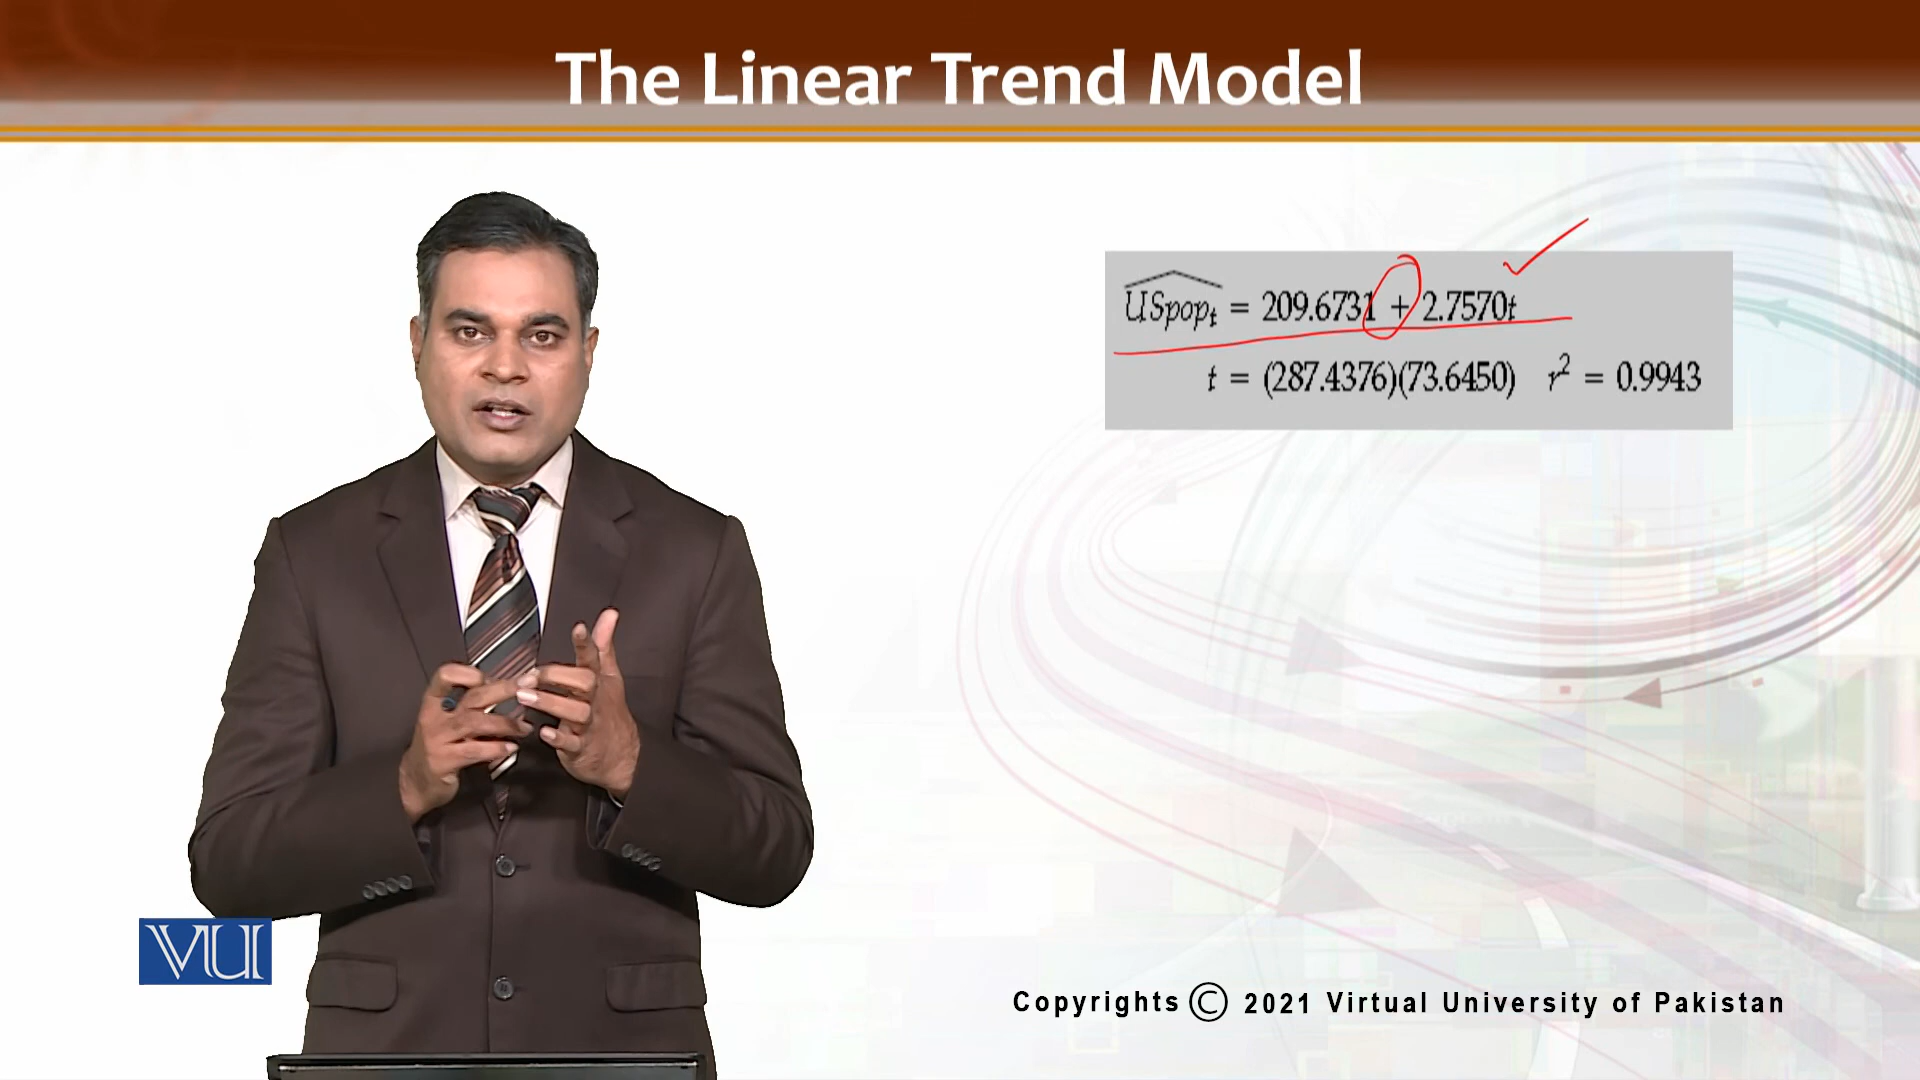 The Linear Trend Model
USpopₜ = 209.6731 + 2.7570t
t = (287.4376)(73.6450) r² = 0.9943
VU
Copyrights © 2021 Virtual University of Pakistan